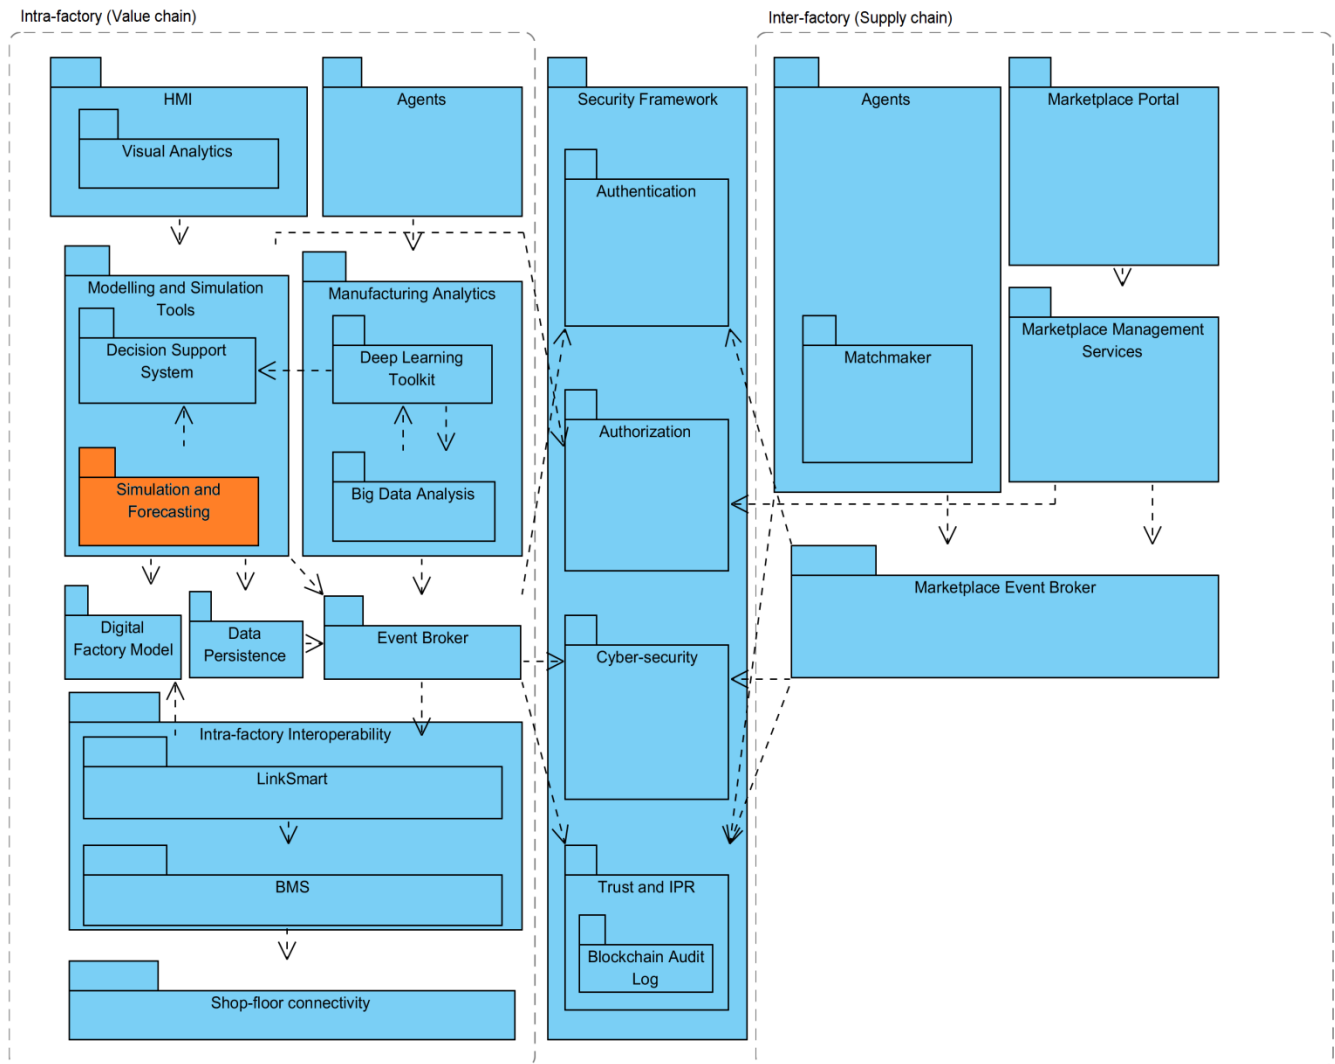 Intra-factory (Value chain)
Inter-factory (Supply chain)
HMI
Visual Analytics
Agents
Security Framework
Authentication
Agents
Marketplace Portal
Modelling and Simulation
Tools
Decision Support
System
Simulation and
Forecasting
Manufacturing Analytics
Deep Learning
Toolkit
Big Data Analysis
Authorization
Matchmaker
Marketplace Management
Services
Digital
Factory Model
Data
Persistence
Event Broker
Cyber-security
Marketplace Event Broker
Intra-factory Interoperability
LinkSmart
BMS
Trust and IPR
Blockchain Audit
Log
Shop-floor connectivity